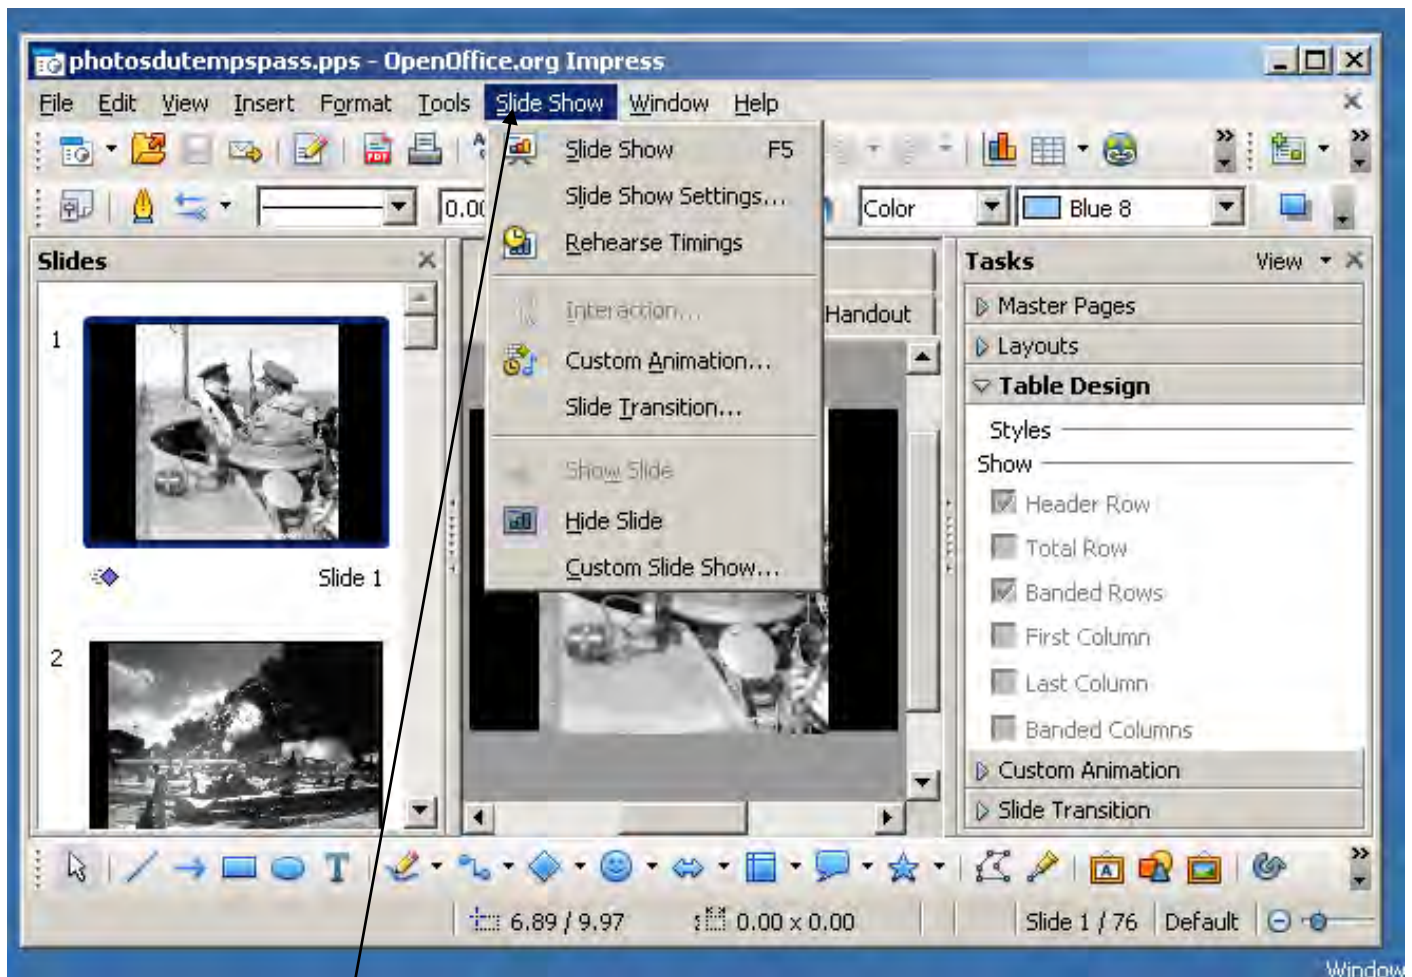 photosdutempspass.pps - OpenOffice.org Impress
File Edit View Insert Format Tools Slide Show Window Help
0.00 Color Blue 8
Slide Show F5
Slide Show Settings...
Rehearse Timings
Interaction...
Custom Animation...
Slide Transition...
Show Slide
Hide Slide
Custom Slide Show...
Slides
1
Slide 1
2
Handout
Tasks View
Master Pages
Layouts
Table Design
Styles
Show
Header Row
Total Row
Banded Rows
First Column
Last Column
Banded Columns
Custom Animation
Slide Transition
6.89 / 9.97 0.00 x 0.00 Slide 1 / 76 Default
Window